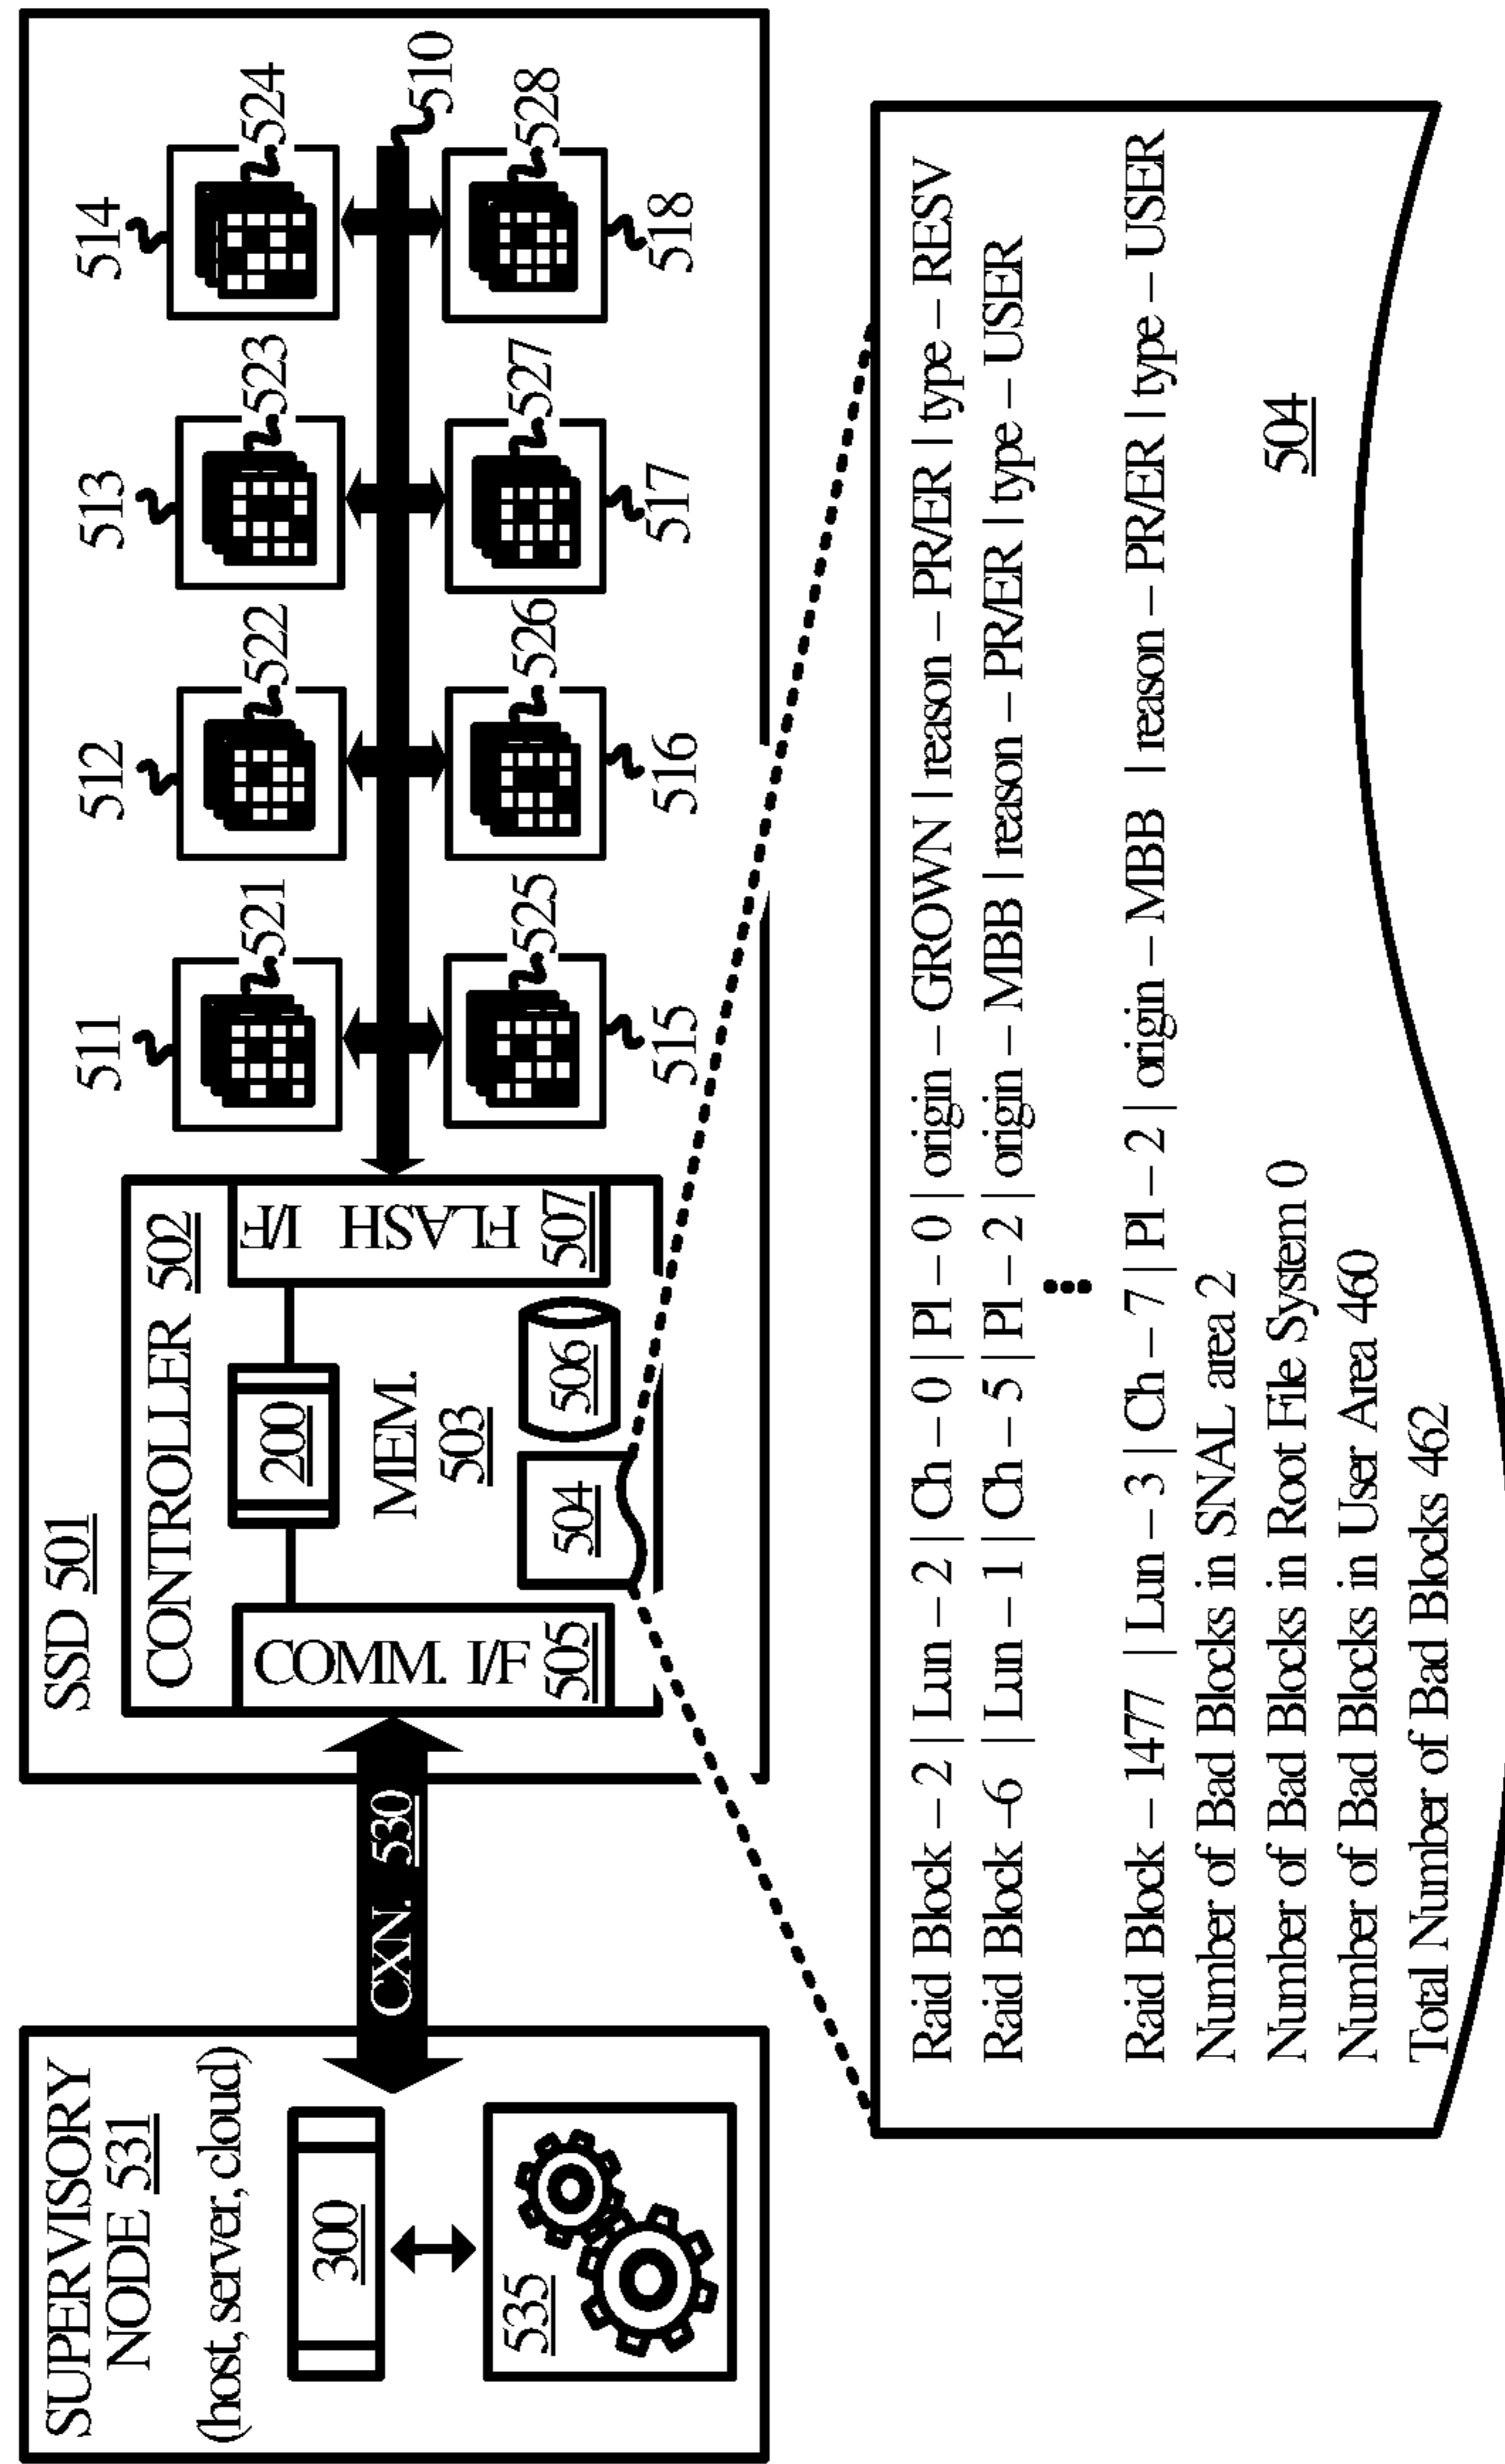 SUPERVISORY
NODE 531
(host, server, cloud)
300
535
CXN. 530
SSD 501
CONTROLLER 502
COMM. I/F
505
200
MEM.
503
504
506
FLASH I/F
507
511
521
512
522
513
523
514
524
510
515
525
516
526
517
527
518
528
Raid Block – 2 | Lun – 2 | Ch – 0 | Pl – 0 | origin – GROWN | reason – PR/ER | type – RESV
Raid Block –6 | Lun – 1 | Ch – 5 | Pl – 2 | origin – MBB | reason – PR/ER | type – USER
⋮
Raid Block – 1477 | Lun – 3 | Ch – 7 | Pl – 2 | origin – MBB | reason – PR/ER | type – USER
Number of Bad Blocks in SNAL area 2
Number of Bad Blocks in Root File System 0
Number of Bad Blocks in User Area 460
Total Number of Bad Blocks 462
504